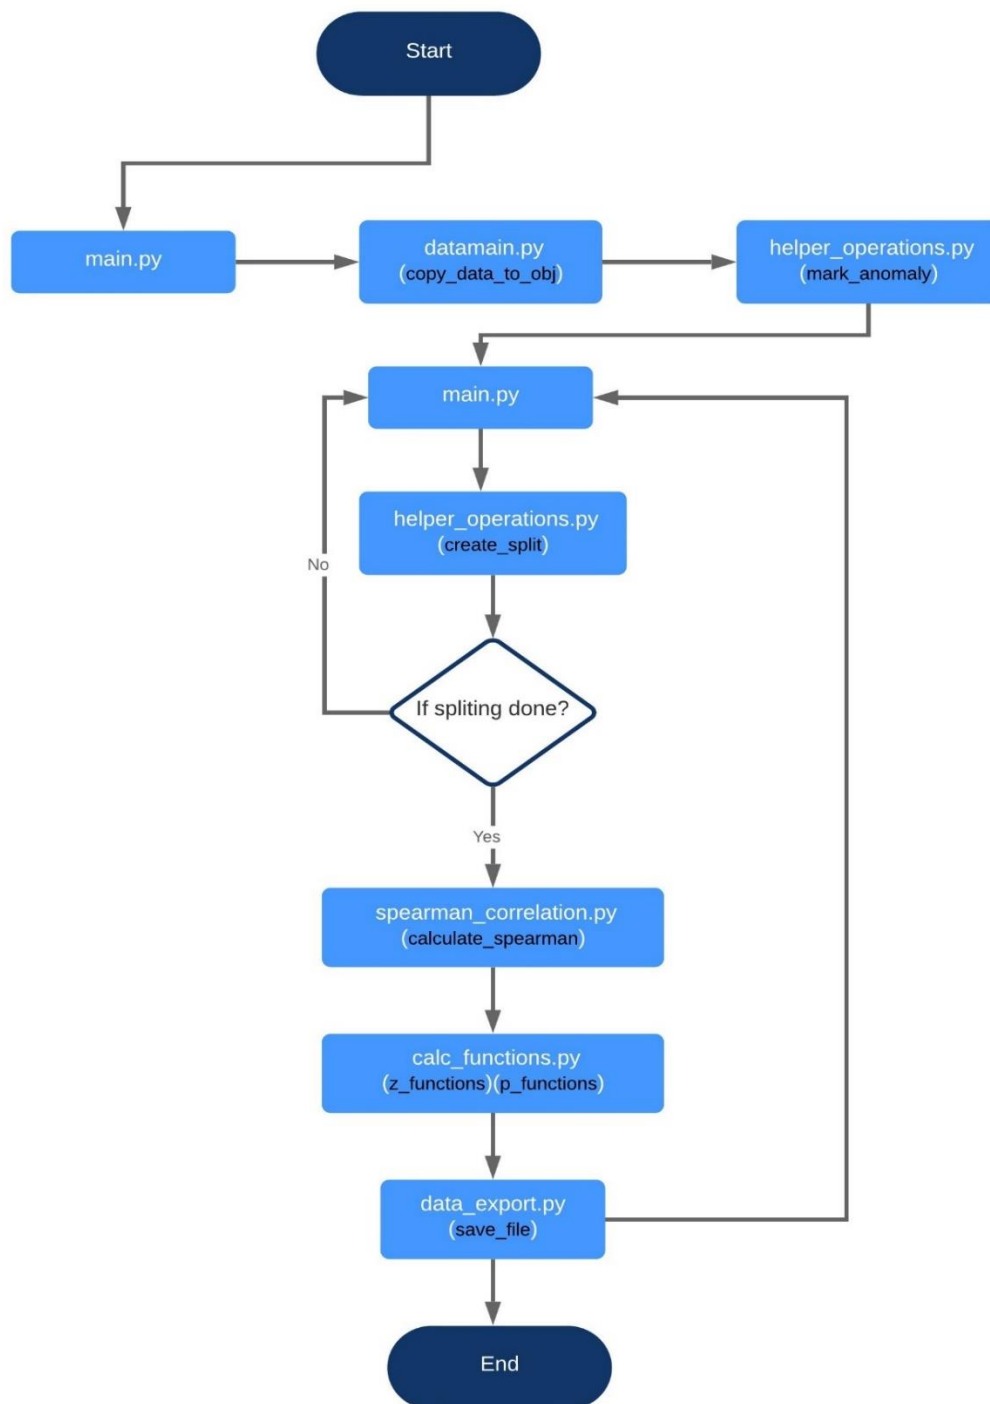 Start
main.py
datamain.py
(copy_data_to_obj)
helper_operations.py
(mark_anomaly)
main.py
helper_operations.py
(create_split)
No
If spliting done?
Yes
spearman_correlation.py
(calculate_spearman)
calc_functions.py
(z_functions)(p_functions)
data_export.py
(save_file)
End